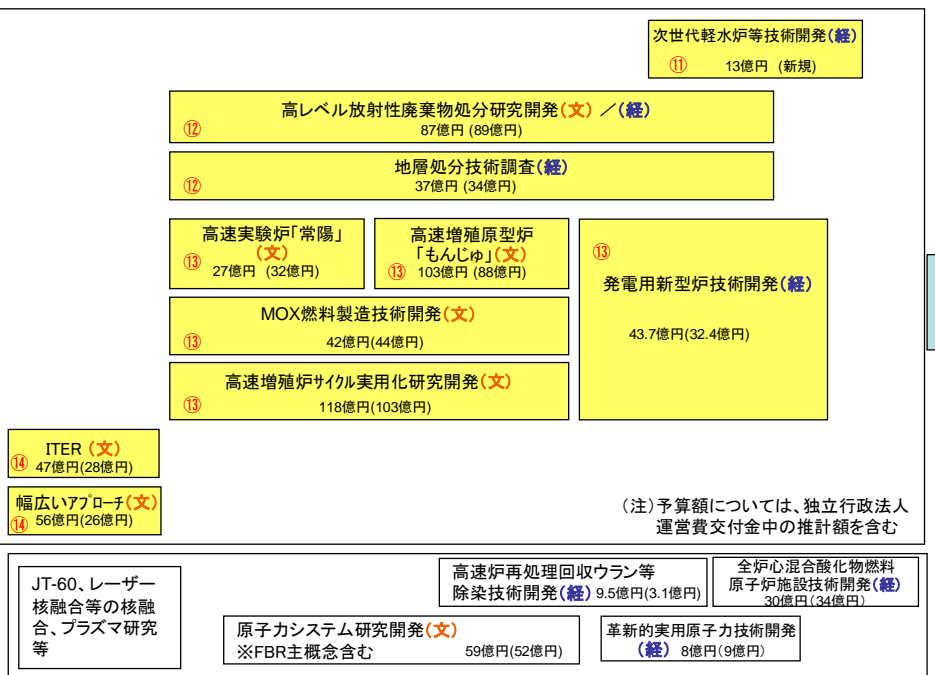 次世代軽水炉等技術開発(経)
⑪ 13億円 (新規)
高レベル放射性廃棄物処分研究開発(文) ／(経)
⑫ 87億円 (89億円)
地層処分技術調査(経)
⑫ 37億円 (34億円)
高速実験炉「常陽」
(文)
⑬ 27億円 (32億円)
高速増殖原型炉
「もんじゅ」(文)
⑬ 103億円 (88億円)
⑬
発電用新型炉技術開発(経)
43.7億円(32.4億円)
MOX燃料製造技術開発(文)
⑬ 42億円(44億円)
高速増殖炉ｻｲｸﾙ実用化研究開発(文)
⑬ 118億円(103億円)
ITER (文)
⑭ 47億円(28億円)
幅広いｱﾌﾟﾛｰﾁ(文)
⑭ 56億円(26億円)
（注）予算額については、独立行政法人
運営費交付金中の推計額を含む
JT-60、レーザー
核融合等の核融
合、プラズマ研究
等
高速炉再処理回収ウラン等
除染技術開発(経) 9.5億円(3.1億円)
全炉心混合酸化物燃料
原子炉施設技術開発(経)
30億円(34億円)
原子力システム研究開発(文)
※FBR主概念含む 59億円(52億円)
革新的実用原子力技術開発
(経) 8億円(9億円)